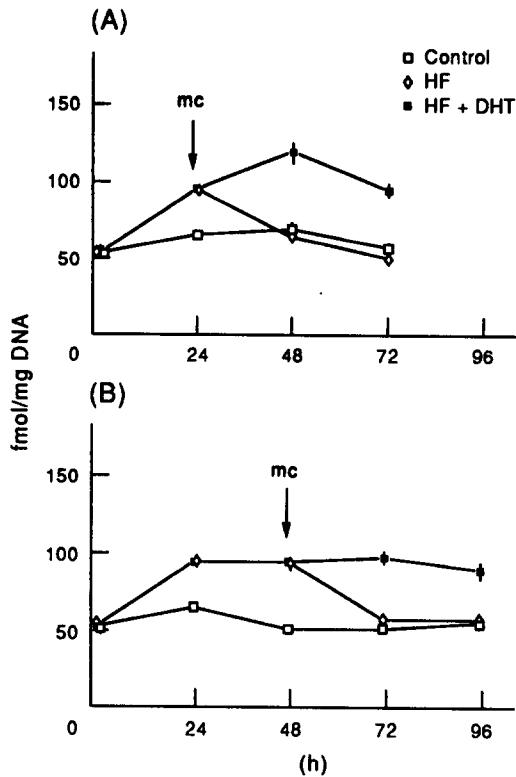 (A)
Control
HF
HF + DHT
mc
150
100
50
0
24
48
72
96
fmol/mg DNA
(B)
mc
150
100
50
0
24
48
72
96
(h)